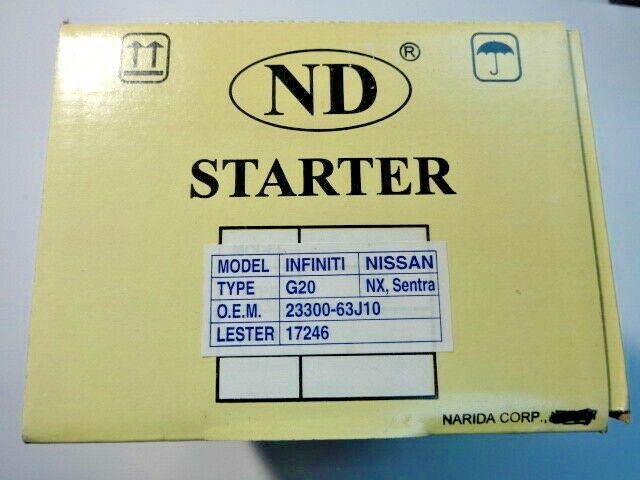 ND ®
STARTER
MODEL INFINITI NISSAN
TYPE G20 NX, Sentra
O.E.M. 23300-63J10
LESTER 17246
NARIDA CORP.,